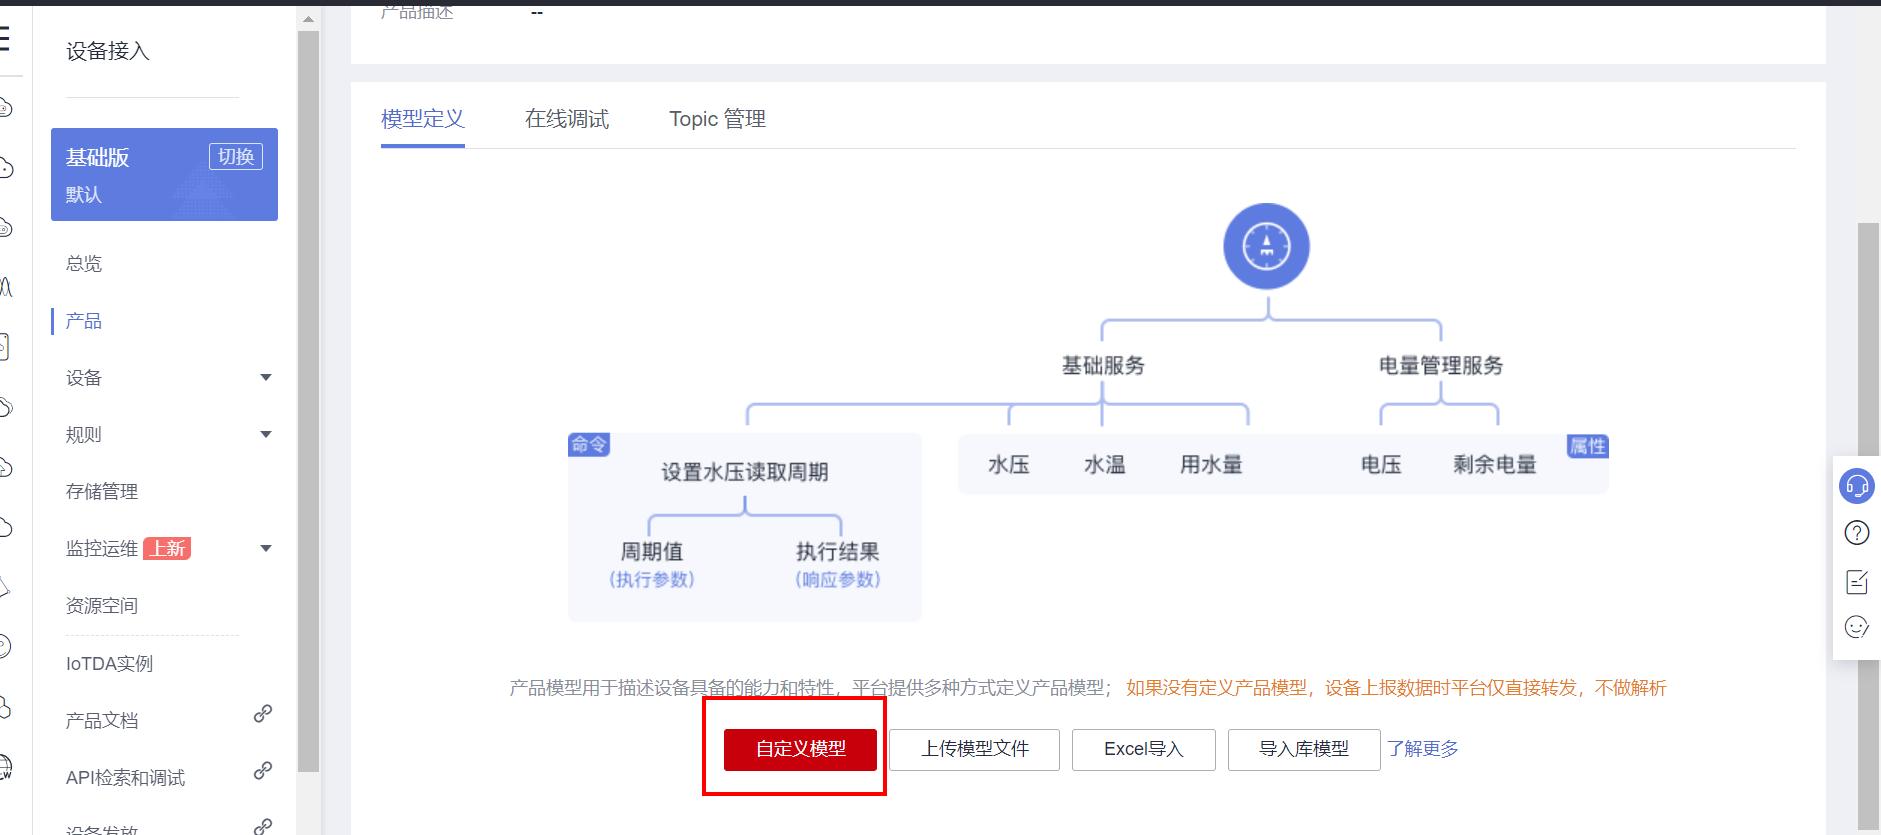 产品描述
--
设备接入
基础版
切换
默认
总览
产品
设备
规则
存储管理
监控运维 上新
资源空间
IoTDA实例
产品文档
API检索和调试
设备发放
模型定义
在线调试
Topic 管理
基础服务
电量管理服务
命令
设置水压读取周期
周期值
(执行参数)
执行结果
(响应参数)
水压
水温
用水量
电压
剩余电量
属性
产品模型用于描述设备具备的能力和特性，平台提供多种方式定义产品模型； 如果没有定义产品模型，设备上报数据时平台仅直接转发，不做解析
自定义模型
上传模型文件
Excel导入
导入库模型
了解更多